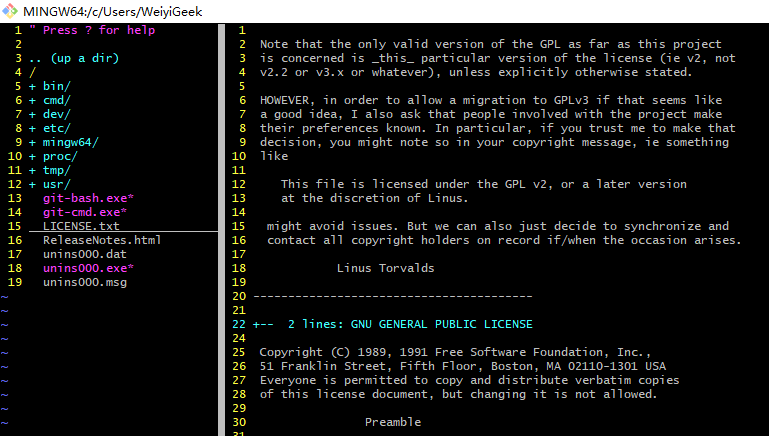 MINGW64:/c/Users/WeiyiGeek
1 " Press ? for help
2
3 .. (up a dir)
4 /
5 + bin/
6 + cmd/
7 + dev/
8 + etc/
9 + mingw64/
10 + proc/
11 + tmp/
12 + usr/
13 git-bash.exe*
14 git-cmd.exe*
15 LICENSE.txt
16 ReleaseNotes.html
17 unins000.dat
18 unins000.exe*
19 unins000.msg
~
~
~
~
~
~
~
~
~
~
1
2 Note that the only valid version of the GPL as far as this project
3 is concerned is _this_ particular version of the license (ie v2, not
4 v2.2 or v3.x or whatever), unless explicitly otherwise stated.
5
6 HOWEVER, in order to allow a migration to GPLv3 if that seems like
7 a good idea, I also ask that people involved with the project make
8 their preferences known. In particular, if you trust me to make that
9 decision, you might note so in your copyright message, ie something
10 like
11
12 This file is licensed under the GPL v2, or a later version
13 at the discretion of Linus.
14
15 might avoid issues. But we can also just decide to synchronize and
16 contact all copyright holders on record if/when the occasion arises.
17
18 Linus Torvalds
19
20 ----------------------------------------
21
22 +-- 2 lines: GNU GENERAL PUBLIC LICENSE
24
25 Copyright (C) 1989, 1991 Free Software Foundation, Inc.,
26 51 Franklin Street, Fifth Floor, Boston, MA 02110-1301 USA
27 Everyone is permitted to copy and distribute verbatim copies
28 of this license document, but changing it is not allowed.
29
30 Preamble
31